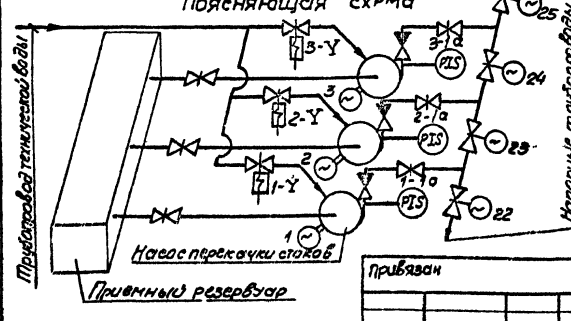 Поясняющая схема
25
Трубопровод технической воды
3-Y
3-1а
PIS
24
3
2-Y
2-1а
PIS
23
2
1-Y
1-1а
PIS
22
1
Насос перекачки стоков
Приемный резервуар
Напорные трубопроводы
Привязан